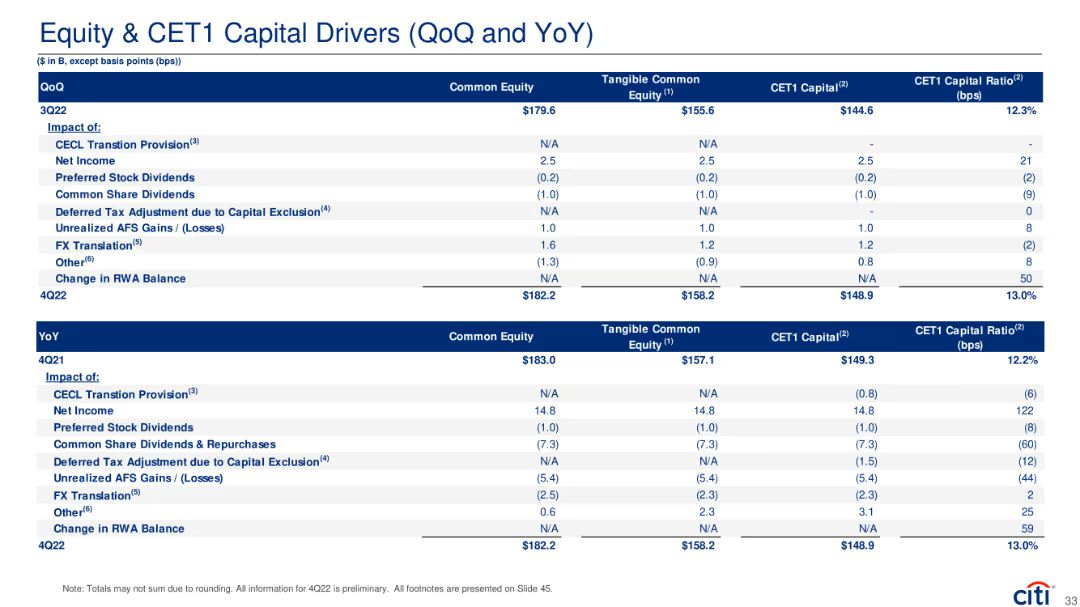 Equity & CET1 Capital Drivers (QoQ and YoY)
($ in B, except basis points (bps))
QoQ Common Equity Tangible Common Equity (1) CET1 Capital(2) CET1 Capital Ratio(2) (bps)
3Q22 $179.6 $155.6 $144.6 12.3%
Impact of:
CECL Transtion Provision(3) N/A N/A - -
Net Income 2.5 2.5 2.5 21
Preferred Stock Dividends (0.2) (0.2) (0.2) (2)
Common Share Dividends (1.0) (1.0) (1.0) (9)
Deferred Tax Adjustment due to Capital Exclusion(4) N/A N/A - 0
Unrealized AFS Gains / (Losses) 1.0 1.0 1.0 8
FX Translation(5) 1.6 1.2 1.2 (2)
Other(6) (1.3) (0.9) 0.8 8
Change in RWA Balance N/A N/A N/A 50
4Q22 $182.2 $158.2 $148.9 13.0%
YoY Common Equity Tangible Common Equity (1) CET1 Capital(2) CET1 Capital Ratio(2) (bps)
4Q21 $183.0 $157.1 $149.3 12.2%
Impact of:
CECL Transtion Provision(3) N/A N/A (0.8) (6)
Net Income 14.8 14.8 14.8 122
Preferred Stock Dividends (1.0) (1.0) (1.0) (8)
Common Share Dividends & Repurchases (7.3) (7.3) (7.3) (60)
Deferred Tax Adjustment due to Capital Exclusion(4) N/A N/A (1.5) (12)
Unrealized AFS Gains / (Losses) (5.4) (5.4) (5.4) (44)
FX Translation(5) (2.5) (2.3) (2.3) 2
Other(6) 0.6 2.3 3.1 25
Change in RWA Balance N/A N/A N/A 59
4Q22 $182.2 $158.2 $148.9 13.0%
Note: Totals may not sum due to rounding. All information for 4Q22 is preliminary. All footnotes are presented on Slide 45.
citi® 33